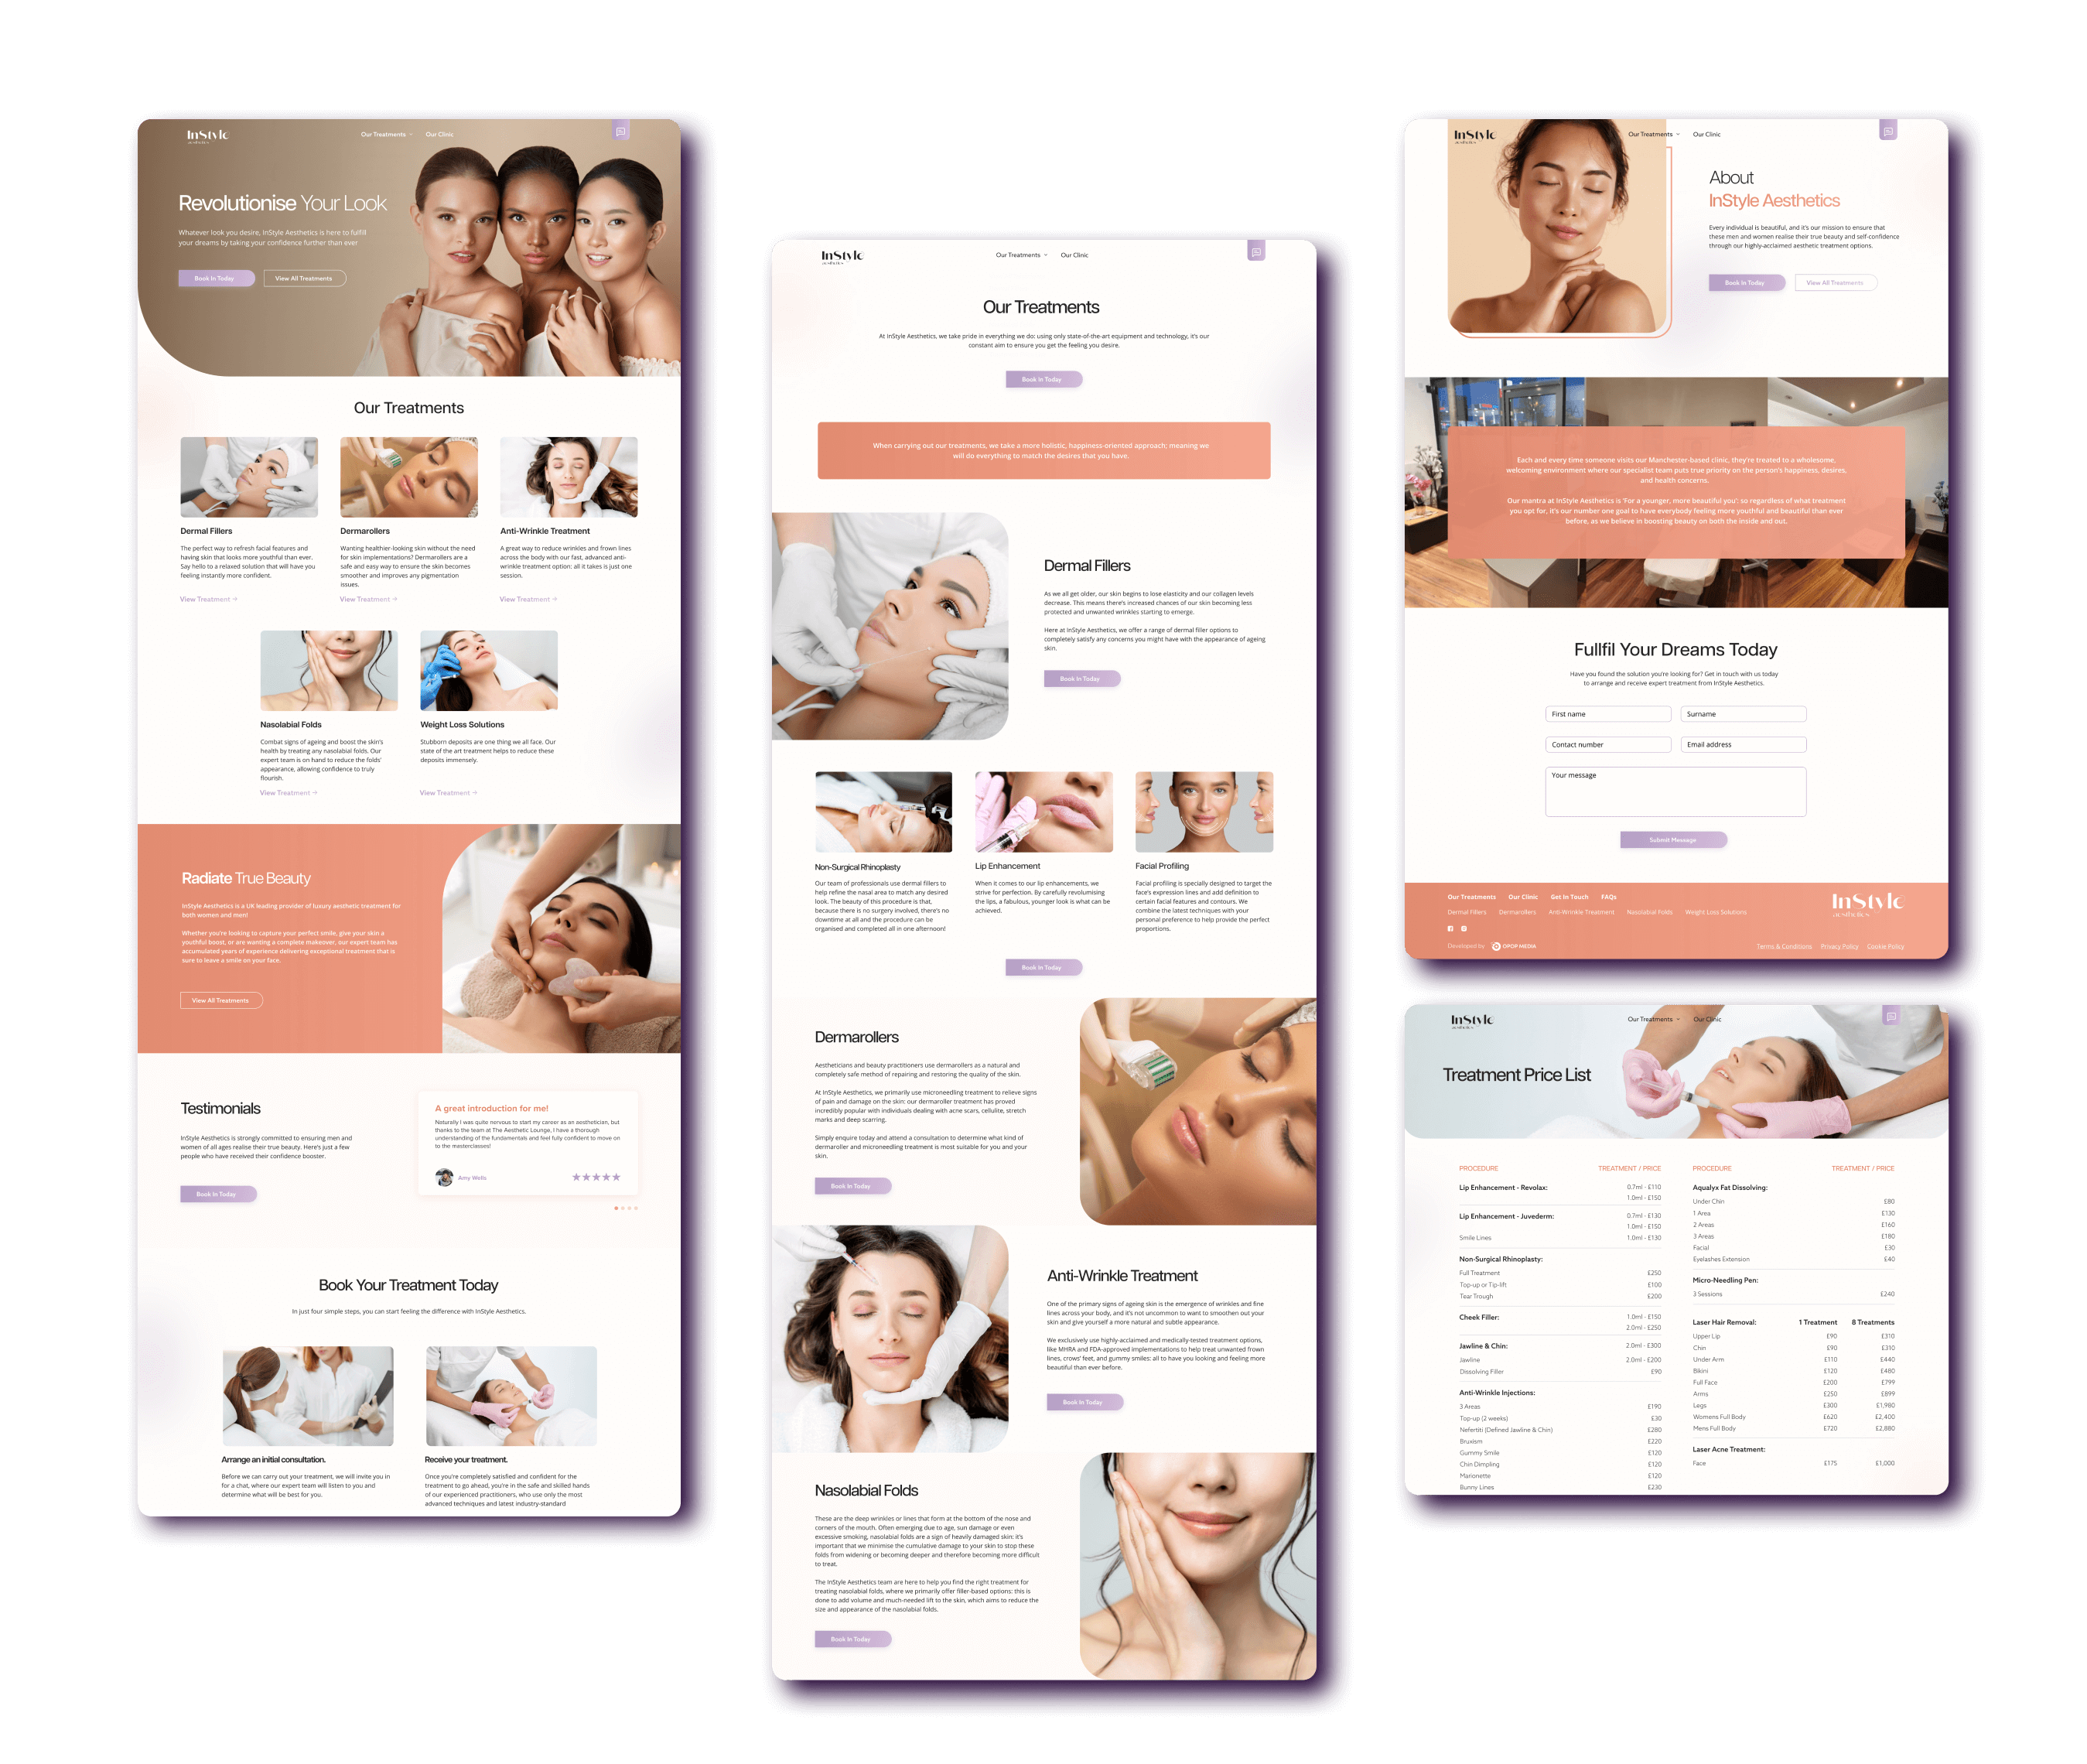 InStyle
aesthetics
Our Treatments
Our Clinic
Revolutionise Your Look
Whatever look you desire, InStyle Aesthetics is here to fulfill
your dreams by taking your confidence further than ever
Book In Today
View All Treatments
Our Treatments
Dermal Fillers
The perfect way to refresh facial features and
having skin that looks more youthful than ever.
Say hello to a relaxed solution that will have you
feeling instantly more confident.
View Treatment →
Dermarollers
Wanting healthier-looking skin without the need
for skin implementations? Dermarollers are a
safe and easy way to ensure the skin becomes
smoother and improves any pigmentation
issues.
View Treatment →
Anti-Wrinkle Treatment
A great way to reduce wrinkles and frown lines
across the body with our fast, advanced anti-
wrinkle treatment option: all it takes is just one
session.
View Treatment →
Nasolabial Folds
Combat signs of ageing and boost the skin's
health by treating any nasolabial folds. Our
expert team is on hand to reduce the folds'
appearance, allowing confidence to truly
flourish.
View Treatment →
Weight Loss Solutions
Stubborn deposits are one thing we all face. Our
state of the art treatment helps to reduce these
deposits immensely.
View Treatment →
Radiate True Beauty
InStyle Aesthetics is a UK leading provider of luxury aesthetic treatment for
both women and men!
Whether you're looking to capture your perfect smile, give your skin a
youthful boost, or are wanting a complete makeover, our expert team has
accumulated years of experience delivering exceptional treatment that is
sure to leave a smile on your face.
View All Treatments
Testimonials
InStyle Aesthetics is strongly committed to ensuring men and
women of all ages realise their true beauty. Here's just a few
people who have received their confidence booster.
Book In Today
A great introduction for me!
Naturally I was quite nervous to start my career as an aesthetician, but
thanks to the team at The Aesthetic Lounge, I have a thorough
understanding of the fundamentals and feel fully confident to move on
to the masterclasses!
Amy Wells
Book Your Treatment Today
In just four simple steps, you can start feeling the difference with InStyle Aesthetics.
Arrange an initial consultation.
Before we can carry out your treatment, we will invite you in
for a chat, where our expert team will listen to you and
determine what will be best for you.
Receive your treatment.
Once you're completely satisfied and confident for the
treatment to go ahead, you're in the safe and skilled hands
of our experienced practitioners, who use only the most
advanced techniques and latest industry-standard
InStyle
aesthetics
Our Treatments
Our Clinic
Our Treatments
At InStyle Aesthetics, we take pride in everything we do: using only state-of-the-art equipment and technology, it's our
constant aim to ensure you get the feeling you desire.
Book In Today
When carrying out our treatments, we take a more holistic, happiness-oriented approach; meaning we
will do everything to match the desires that you have.
Dermal Fillers
As we all get older, our skin begins to lose elasticity and our collagen levels
decrease. This means there's increased chances of our skin becoming less
protected and unwanted wrinkles starting to emerge.
Here at InStyle Aesthetics, we offer a range of dermal filler options to
completely satisfy any concerns you might have with the appearance of ageing
skin.
Book In Today
Non-Surgical Rhinoplasty
Our team of professionals use dermal fillers to
help refine the nasal area to match any desired
look. The beauty of this procedure is that,
because there is no surgery involved, there's no
downtime at all and the procedure can be
organised and completed all in one afternoon!
Lip Enhancement
When it comes to our lip enhancements, we
strive for perfection. By carefully revolumising
the lips, a fabulous, younger look is what can be
achieved.
Facial Profiling
Facial profiling is specially designed to target the
face's expression lines and add definition to
certain facial features and contours. We
combine the latest techniques with your
personal preference to help provide the perfect
proportions.
Book In Today
Dermarollers
Aestheticians and beauty practitioners use dermarollers as a natural and
completely safe method of repairing and restoring the quality of the skin.
At InStyle Aesthetics, we primarily use microneedling treatment to relieve signs
of pain and damage on the skin: our dermaroller treatment has proved
incredibly popular with individuals dealing with acne scars, cellulite, stretch
marks and deep scarring.
Simply enquire today and attend a consultation to determine what kind of
dermaroller and microneedling treatment is most suitable for you and your
skin.
Book In Today
Anti-Wrinkle Treatment
One of the primary signs of ageing skin is the emergence of wrinkles and fine
lines across your body, and it's not uncommon to want to smoothen out your
skin and give yourself a more natural and subtle appearance.
We exclusively use highly-acclaimed and medically-tested treatment options,
like MHRA and FDA-approved implementations to help treat unwanted frown
lines, crows' feet, and gummy smiles: all to have you looking and feeling more
beautiful than ever before.
Book In Today
Nasolabial Folds
These are the deep wrinkles or lines that form at the bottom of the nose and
corners of the mouth. Often emerging due to age, sun damage or even
excessive smoking, nasolabial folds are a sign of heavily damaged skin: it's
important that we minimise the cumulative damage to your skin to stop these
folds from widening or becoming deeper and therefore becoming more difficult
to treat.
The InStyle Aesthetics team are here to help you find the right treatment for
treating nasolabial folds, where we primarily offer filler-based options: this is
done to add volume and much-needed lift to the skin, which aims to reduce the
size and appearance of the nasolabial folds.
Book In Today
InStyle
aesthetics
Our Treatments
Our Clinic
About
InStyle Aesthetics
Every individual is beautiful, and it's our mission to ensure that
these men and women realise their true beauty and self-confidence
through our highly-acclaimed aesthetic treatment options.
Book In Today
View All Treatments
Each and every time someone visits our Manchester-based clinic, they're treated to a wholesome,
welcoming environment where our specialist team puts true priority on the person's happiness, desires,
and health concerns.
Our mantra at InStyle Aesthetics is 'For a younger, more beautiful you': so regardless of what treatment
you opt for, it's our number one goal to have everybody feeling more youthful and beautiful than ever
before, as we believe in boosting beauty on both the inside and out.
Fullfil Your Dreams Today
Have you found the solution you're looking for? Get in touch with us today
to arrange and receive expert treatment from InStyle Aesthetics.
First name
Surname
Contact number
Email address
Your message
Submit Message
Our Treatments Our Clinic Get In Touch FAQs
Dermal Fillers Dermarollers Anti-Wrinkle Treatment Nasolabial Folds Weight Loss Solutions
InStyle
aesthetics
Developed by GPOP MEDIA
Terms & Conditions Privacy Policy Cookie Policy
InStyle
aesthetics
Our Treatments
Our Clinic
Treatment Price List
PROCEDURE TREATMENT / PRICE
Lip Enhancement - Revolax: 0.7ml - £110
1.0ml - £150
Lip Enhancement - Juvederm: 0.7ml - £130
1.0ml - £150
Smile Lines 1.0ml - £130
Non-Surgical Rhinoplasty:
Full Treatment £250
Top-up or Tip-lift £100
Tear Trough £200
Cheek Filler: 1.0ml - £150
2.0ml - £250
Jawline & Chin: 2.0ml - £300
Jawline 2.0ml - £200
Dissolving Filler £90
Anti-Wrinkle Injections:
3 Areas £190
Top-up (2 weeks) £30
Nefertiti (Defined Jawline & Chin) £280
Bruxism £220
Gummy Smile £120
Chin Dimpling £120
Marionette £120
Bunny Lines £230
PROCEDURE TREATMENT / PRICE
Aqualyx Fat Dissolving:
Under Chin £80
1 Area £130
2 Areas £160
3 Areas £180
Facial £30
Eyelashes Extension £40
Micro-Needling Pen:
3 Sessions £240
Laser Hair Removal: 1 Treatment 8 Treatments
Upper Lip £90 £310
Chin £90 £310
Under Arm £110 £440
Bikini £120 £480
Full Face £200 £799
Arms £250 £899
Legs £300 £1,980
Womens Full Body £620 £2,400
Mens Full Body £720 £2,880
Laser Acne Treatment:
Face £175 £1,000